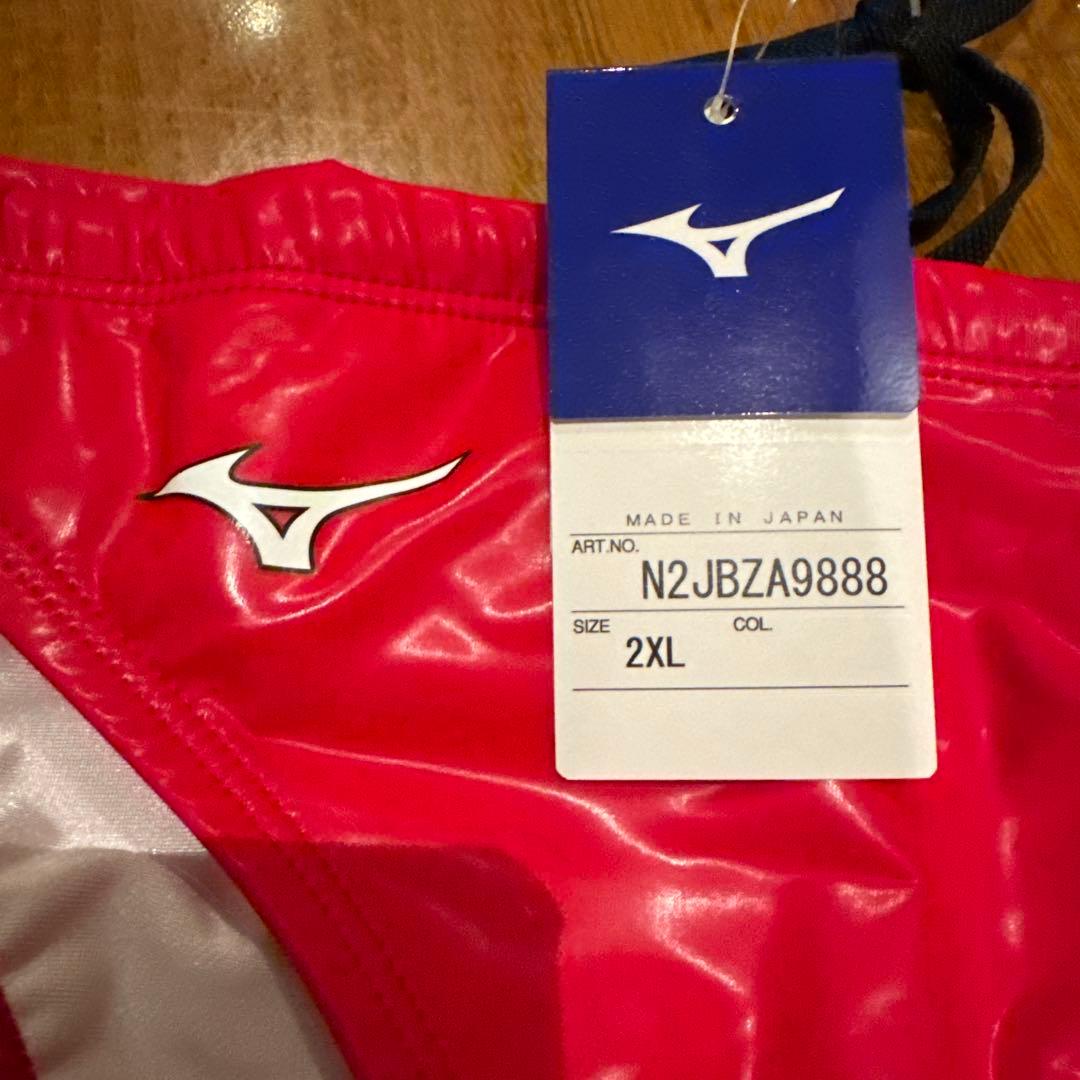 MADE IN JAPAN
ART.NO.
N2JBZA9888
SIZE COL.
2XL